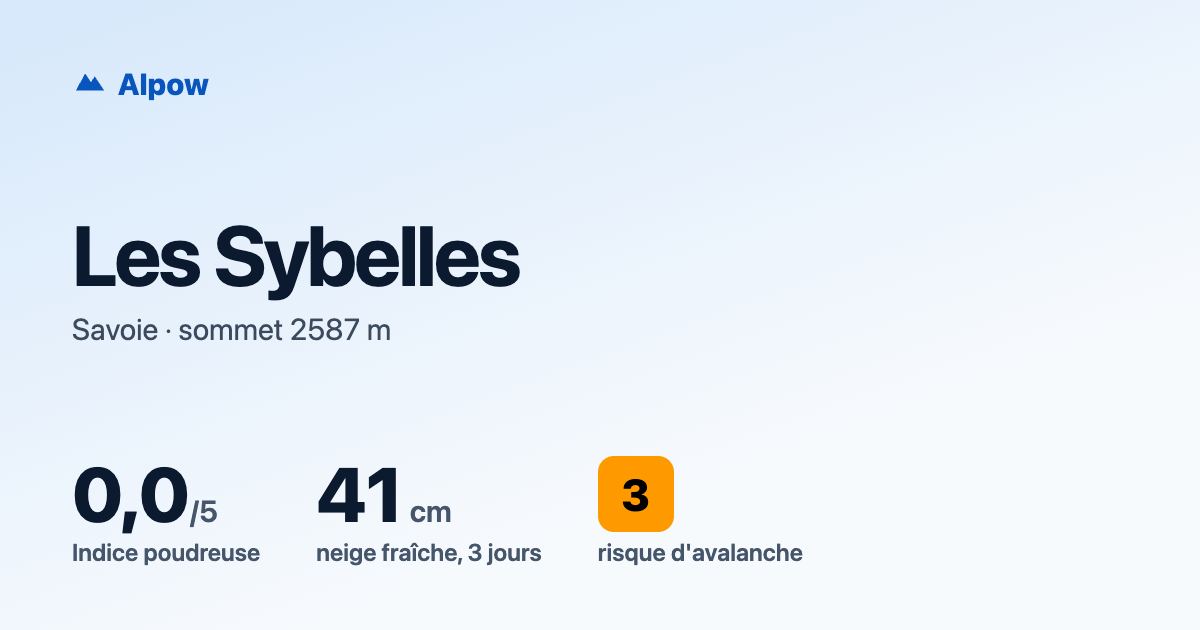 Alpow
Les Sybelles
Savoie · sommet 2587 m
0,0/5
Indice poudreuse
41 cm
neige fraîche, 3 jours
3
risque d'avalanche